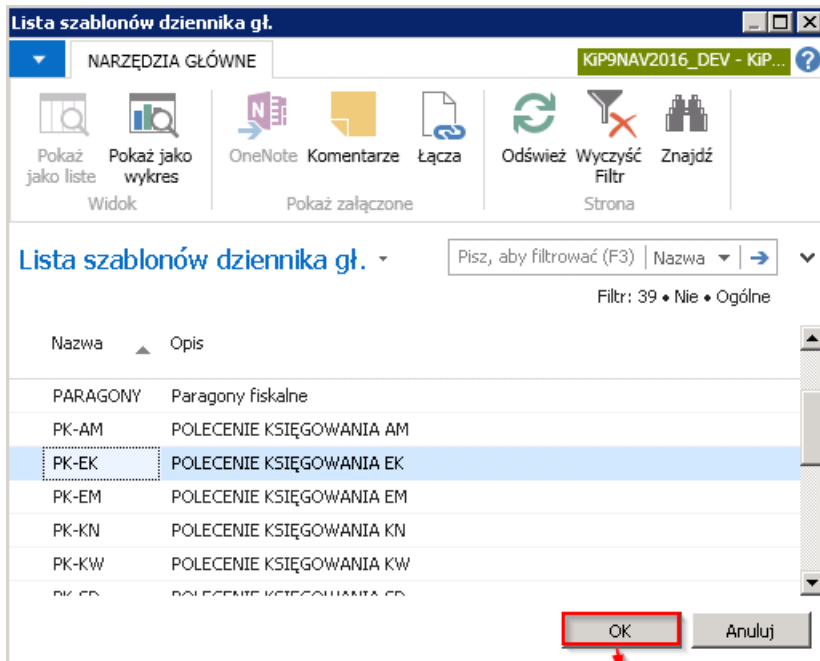 Lista szablonów dziennika gł.
NARZĘDZIA GŁÓWNE
KiP9NAV2016_DEV - KiP...
Pokaż jako liste
Pokaż jako wykres
OneNote
Komentarze
Łącza
Odśwież
Wyczyść Filtr
Znajdź
Widok
Pokaż załączone
Strona
Lista szablonów dziennika gł.
Pisz, aby filtrować (F3)
Nazwa
Filtr: 39 • Nie • Ogólne
Nazwa
Opis
PARAGONY Paragony fiskalne
PK-AM POLECENIE KSIĘGOWANIA AM
PK-EK POLECENIE KSIĘGOWANIA EK
PK-EM POLECENIE KSIĘGOWANIA EM
PK-KN POLECENIE KSIĘGOWANIA KN
PK-KW POLECENIE KSIĘGOWANIA KW
OK
Anuluj